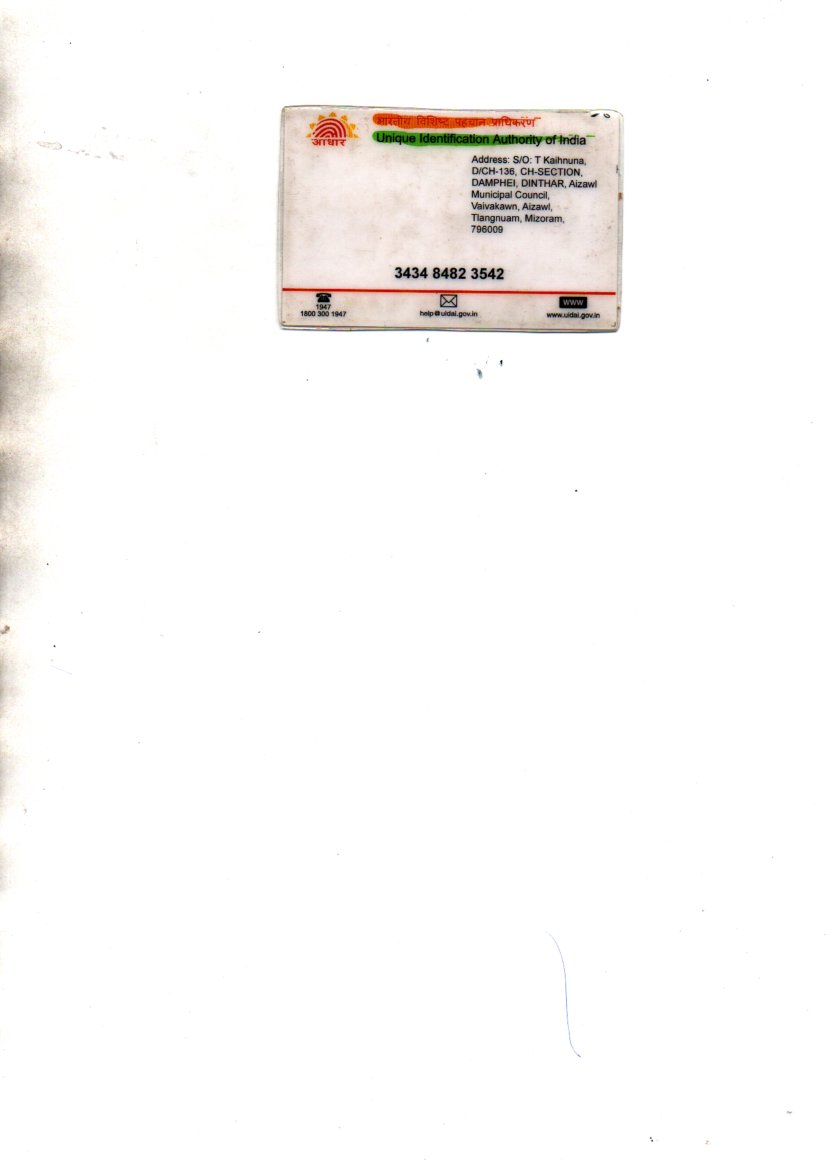 भारतीय विशिष्ट पहचान प्राधिकरण
Unique Identification Authority of India
आधार
Address: S/O: T Kaihnuna,
D/CH-136, CH-SECTION,
DAMPHEI, DINTHAR, Aizawl
Municipal Council,
Vaivakawn, Aizawl,
Tlangnuam, Mizoram,
796009
3434 8482 3542
1947
1800 300 1947
help@uidai.gov.in
www
www.uidai.gov.in